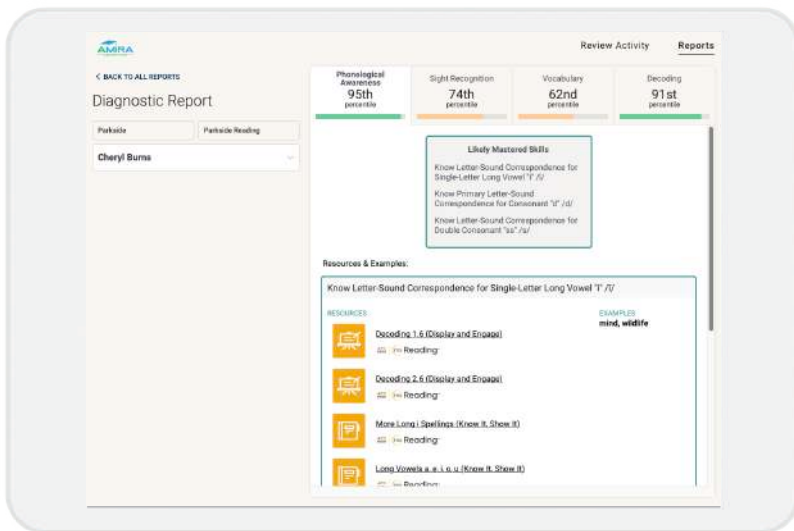 AMIRA
Review Activity
Reports
< BACK TO ALL REPORTS
Diagnostic Report
Parkside
Parkside Reading
Cheryl Burns
Phonological
Awareness
95th
percentile
Sight Recognition
74th
percentile
Vocabulary
62nd
percentile
Decoding
91st
percentile
Likely Mastered Skills
Know Letter-Sound Correspondence for
Single-Letter Long Vowel "i" /ī/
Know Primary Letter-Sound
Correspondence for Consonant "d" /d/
Know Letter-Sound Correspondence for
Double Consonant "ss" /s/
Resources & Examples:
Know Letter-Sound Correspondence for Single-Letter Long Vowel "i" /ī/
RESOURCES
EXAMPLES
mind, wildlife
Decoding 1.6 (Display and Engage)
Reading
Decoding 2.6 (Display and Engage)
Reading
More Long i Spellings (Know It, Show It)
Reading
Long Vowels a, e, i, o, u (Know It, Show It)
Reading